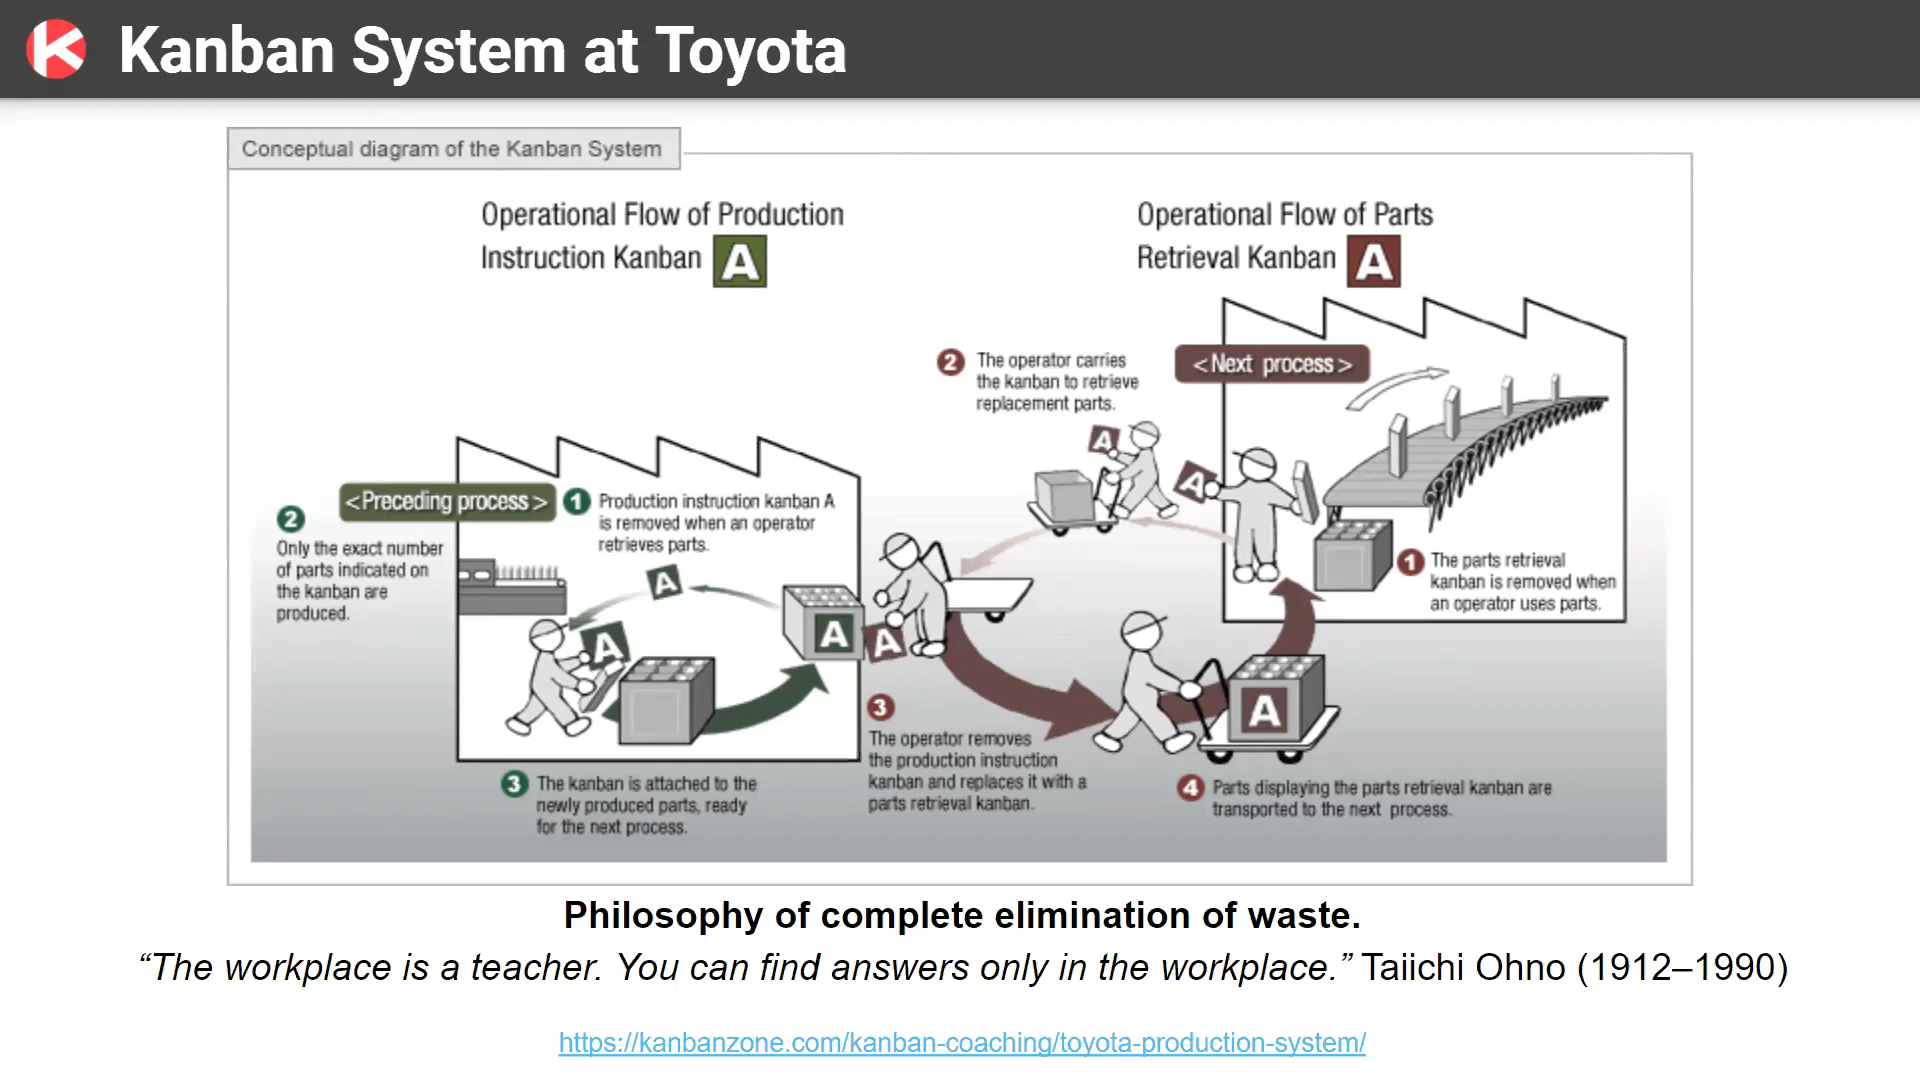 Kanban System at Toyota
Conceptual diagram of the Kanban System
Operational Flow of Production
Instruction Kanban A
Operational Flow of Parts
Retrieval Kanban A
<Preceding process>
1 Production instruction kanban A
is removed when an operator
retrieves parts.
2
Only the exact number
of parts indicated on
the kanban are
produced.
A
A
A
A
3 The kanban is attached to the
newly produced parts, ready
for the next process.
<Next process>
1 The parts retrieval
kanban is removed when
an operator uses parts.
A
2 The operator carries
the kanban to retrieve
replacement parts.
A
3
The operator removes
the production instruction
kanban and replaces it with a
parts retrieval kanban.
A
4 Parts displaying the parts retrieval kanban are
transported to the next process.
Philosophy of complete elimination of waste.
“The workplace is a teacher. You can find answers only in the workplace.” Taiichi Ohno (1912–1990)
https://kanbanzone.com/kanban-coaching/toyota-production-system/